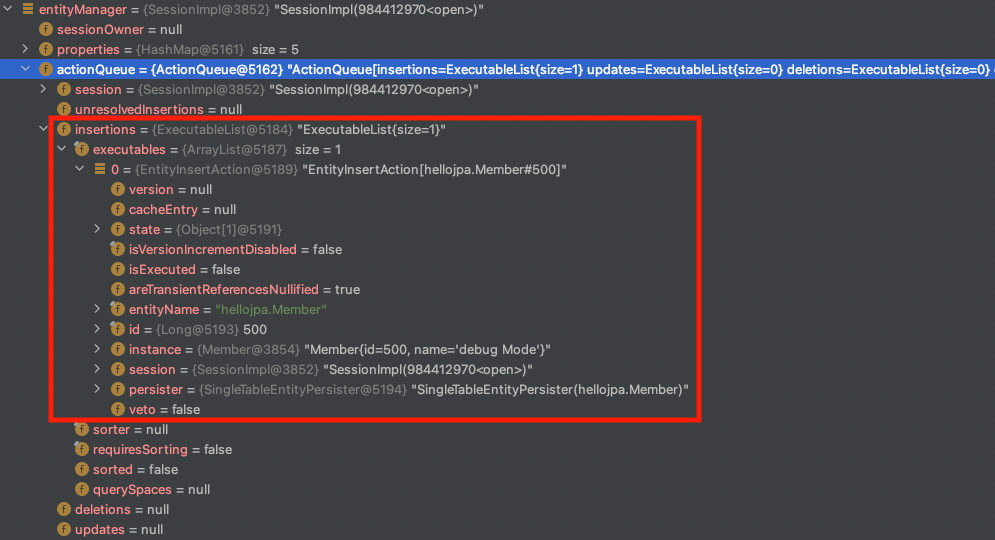 entityManager = {SessionImpl@3852} "SessionImpl(984412970<open>)"
f sessionOwner = null
f properties = {HashMap@5161} size = 5
f actionQueue = {ActionQueue@5162} "ActionQueue[insertions=ExecutableList{size=1} updates=ExecutableList{size=0} deletions=ExecutableList{size=0}
f session = {SessionImpl@3852} "SessionImpl(984412970<open>)"
f unresolvedInsertions = null
f insertions = {ExecutableList@5184} "ExecutableList{size=1}"
f executables = {ArrayList@5187} size = 1
0 = {EntityInsertAction@5189} "EntityInsertAction[hellojpa.Member#500]"
f version = null
f cacheEntry = null
f state = {Object[1]@5191}
f isVersionIncrementDisabled = false
f isExecuted = false
f areTransientReferencesNullified = true
f entityName = "hellojpa.Member"
f id = {Long@5193} 500
f instance = {Member@3854} "Member{id=500, name='debug Mode'}"
f session = {SessionImpl@3852} "SessionImpl(984412970<open>)"
f persister = {SingleTableEntityPersister@5194} "SingleTableEntityPersister(hellojpa.Member)"
f veto = false
f sorter = null
f requiresSorting = false
f sorted = false
f querySpaces = null
f deletions = null
f updates = null